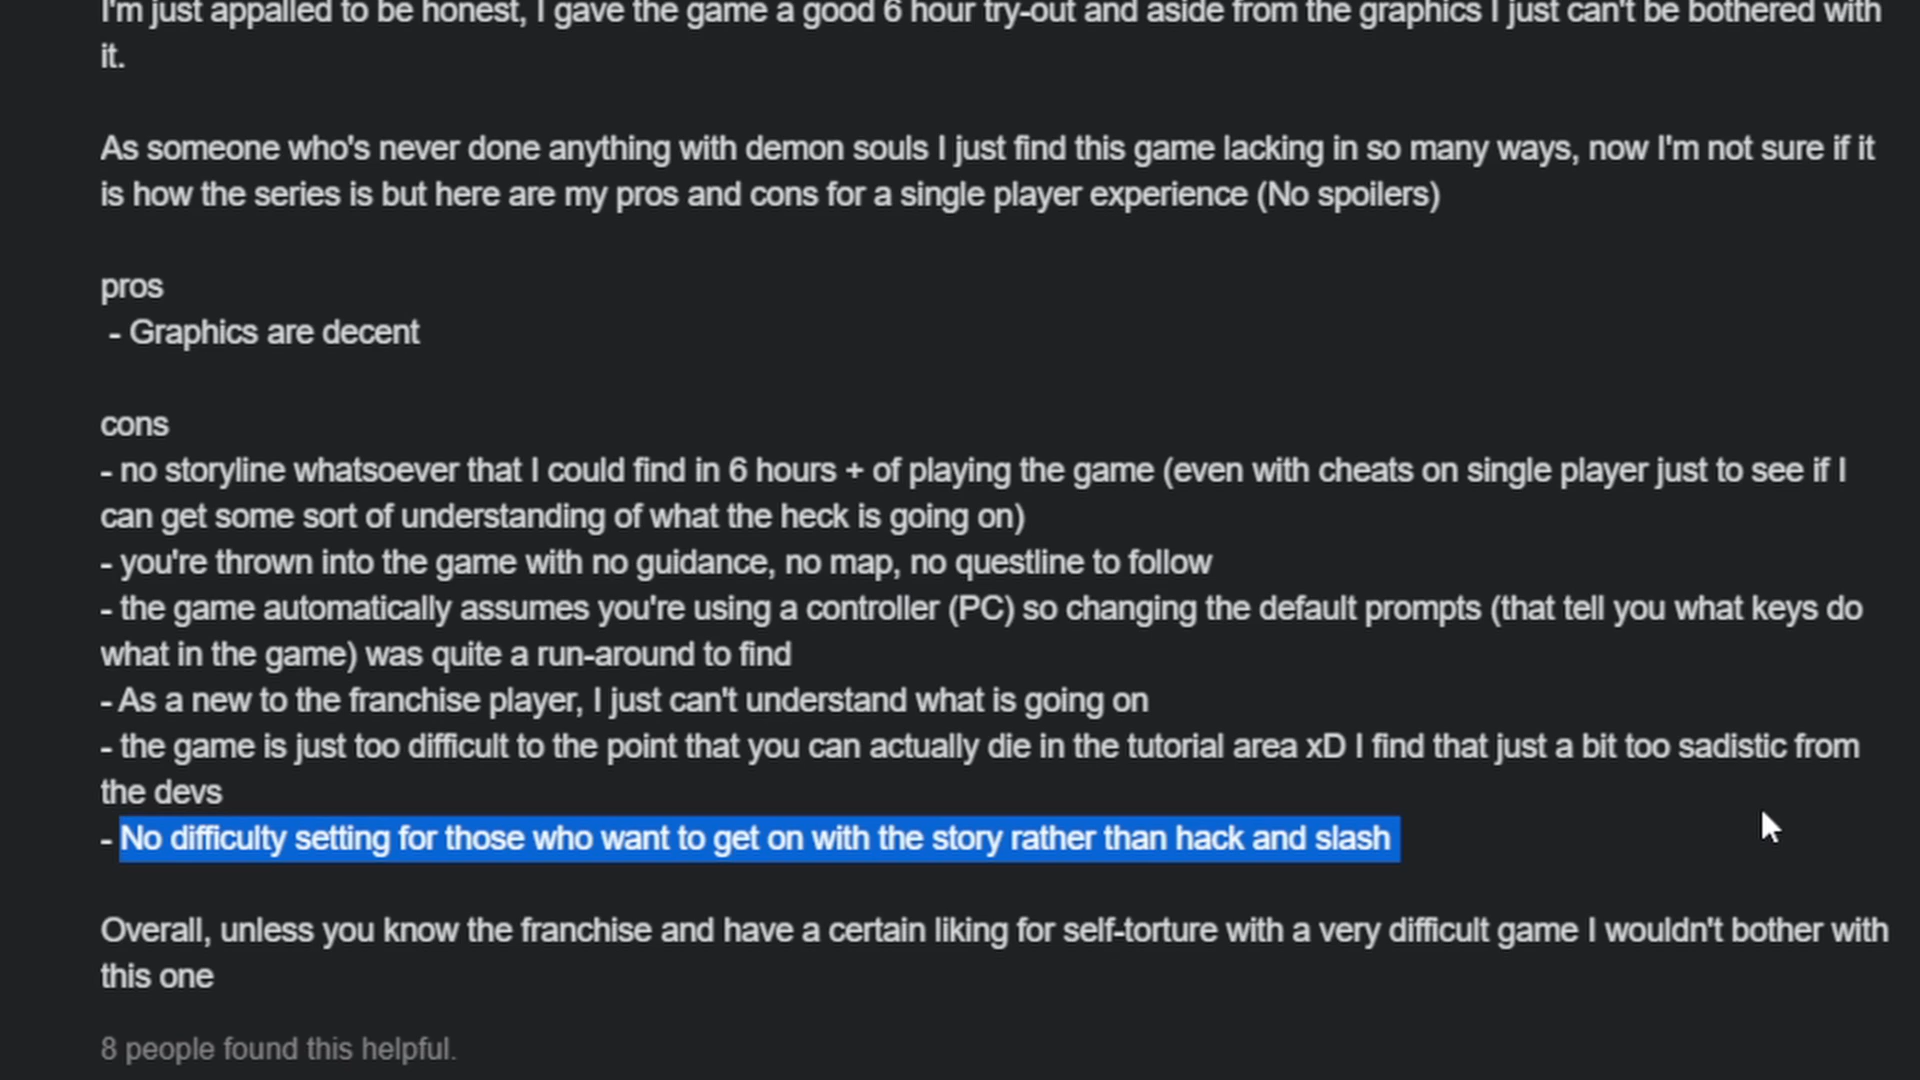 I'm just appalled to be honest, I gave the game a good 6 hour try-out and aside from the graphics I just can't be bothered with
it.
As someone who's never done anything with demon souls I just find this game lacking in so many ways, now I'm not sure if it
is how the series is but here are my pros and cons for a single player experience (No spoilers)
pros
- Graphics are decent
cons
- no storyline whatsoever that I could find in 6 hours + of playing the game (even with cheats on single player just to see if I
can get some sort of understanding of what the heck is going on)
- you're thrown into the game with no guidance, no map, no questline to follow
- the game automatically assumes you're using a controller (PC) so changing the default prompts (that tell you what keys do
what in the game) was quite a run-around to find
- As a new to the franchise player, I just can't understand what is going on
- the game is just too difficult to the point that you can actually die in the tutorial area xD I find that just a bit too sadistic from
the devs
- No difficulty setting for those who want to get on with the story rather than hack and slash
Overall, unless you know the franchise and have a certain liking for self-torture with a very difficult game I wouldn't bother with
this one
8 people found this helpful.